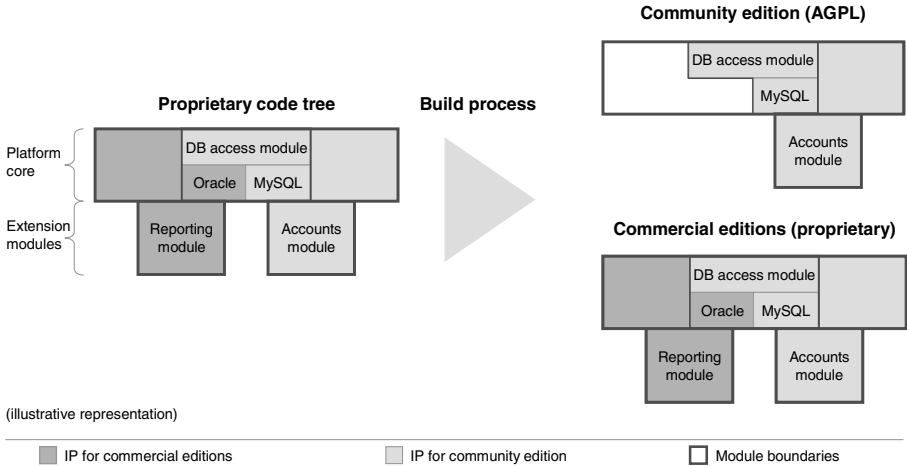 Community edition (AGPL)
DB access module
MySQL
Accounts
module
Proprietary code tree
Build process
Platform
core
DB access module
Oracle
MySQL
Extension
modules
Reporting
module
Accounts
module
Commercial editions (proprietary)
DB access module
Oracle
MySQL
Reporting
module
Accounts
module
(illustrative representation)
IP for commercial editions
IP for community edition
Module boundaries